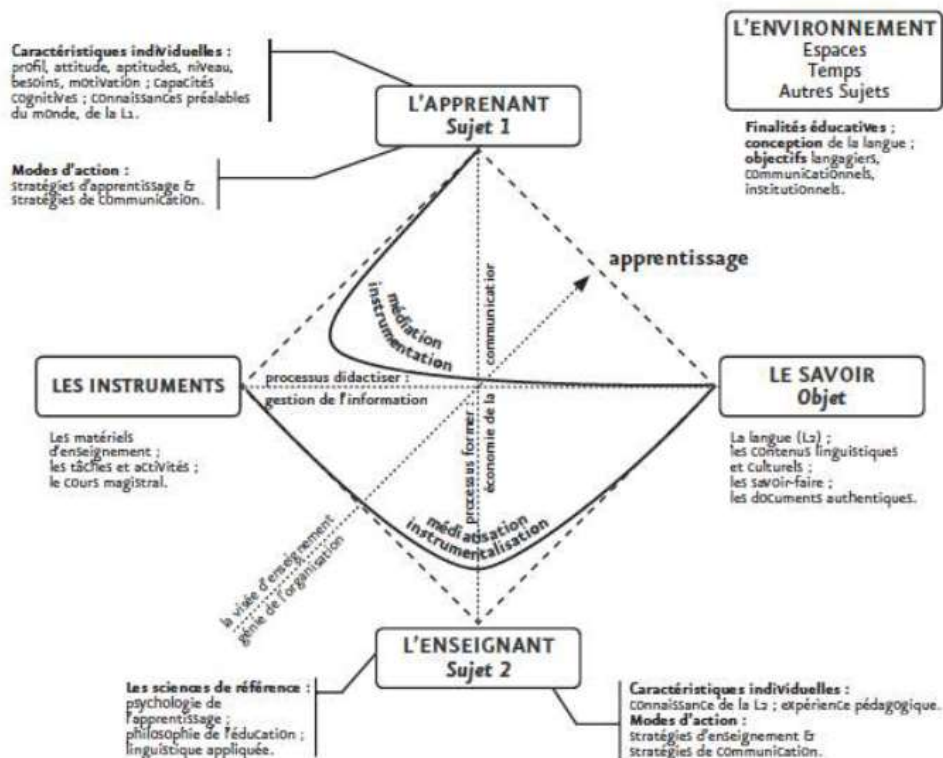 Caractéristiques individuelles :
profil, attitude, aptitudes, niveau,
besoins, motivation ; capacités
cognitives ; connaissances préalables
du monde, de la L1.
L'APPRENANT
Sujet 1
L'ENVIRONNEMENT
Espaces
Temps
Autres Sujets
Finalités éducatives ;
conception de la langue ;
objectifs langagiers,
communicationnels,
institutionnels.
Modes d'action :
stratégies d'apprentissage &
stratégies de communication.
apprentissage
médiation
instrumentation
processus former :
économie de la communication
LES INSTRUMENTS
processus didactiser :
gestion de l'information
LE SAVOIR
Objet
Les matériels
d'enseignement ;
les tâches et activités ;
le cours magistral.
La langue (L2) ;
les contenus linguistiques
et culturels ;
les savoir-faire ;
les documents authentiques.
médiatisation
instrumentalisation
la visée d'enseignement
&
génie de l'organisation
L'ENSEIGNANT
Sujet 2
Les sciences de référence :
psychologie de
l'apprentissage ;
philosophie de l'éducation ;
linguistique appliquée.
Caractéristiques individuelles :
connaissance de la L2 ; expérience pédagogique.
Modes d'action :
stratégies d'enseignement &
stratégies de communication.